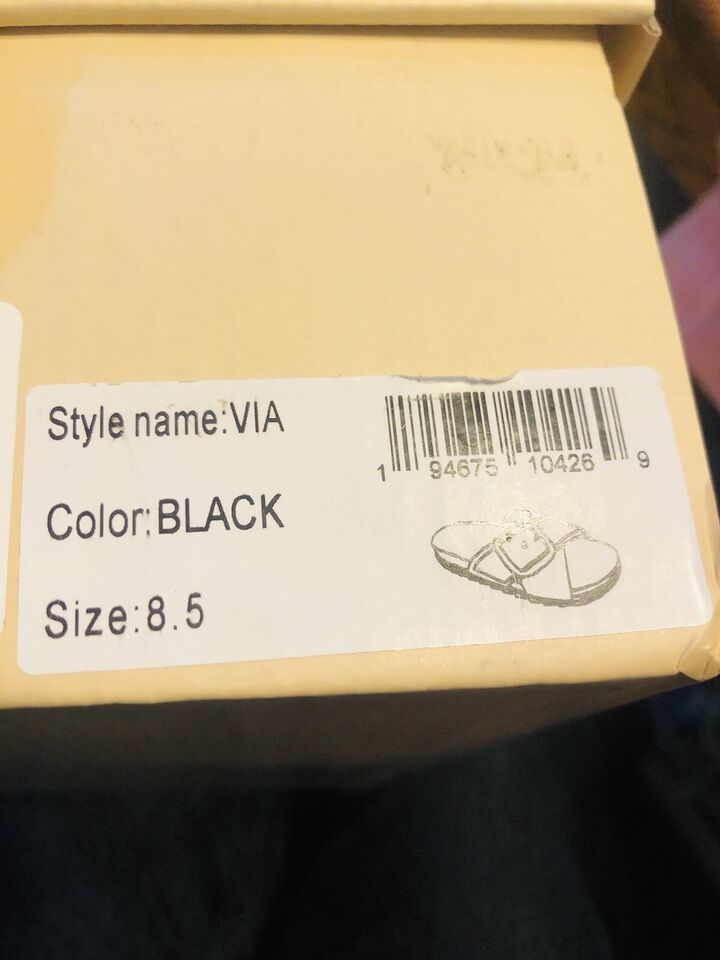 Style name:VIA
Color:BLACK
Size:8.5
1 94675 10426 9